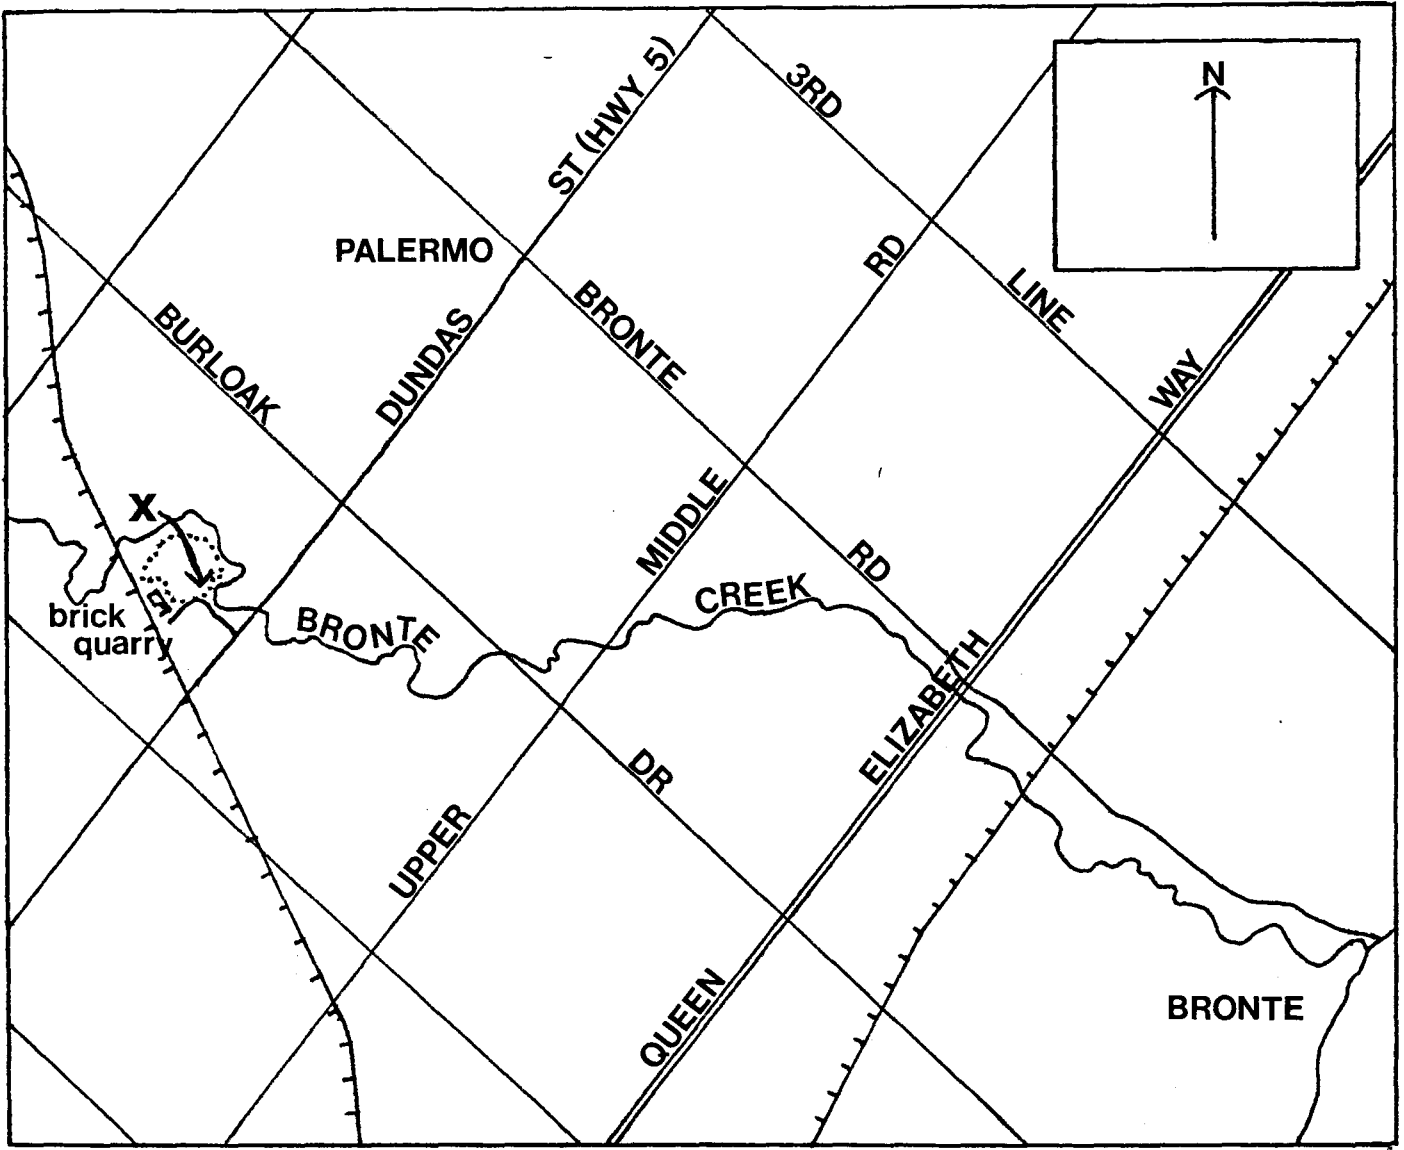 N
3RD LINE
ST (HWY 5)
DUNDAS
PALERMO
BRONTE RD
BURLOAK DR
UPPER MIDDLE RD
QUEEN ELIZABETH WAY
X
brick
quarry
BRONTE CREEK
BRONTE